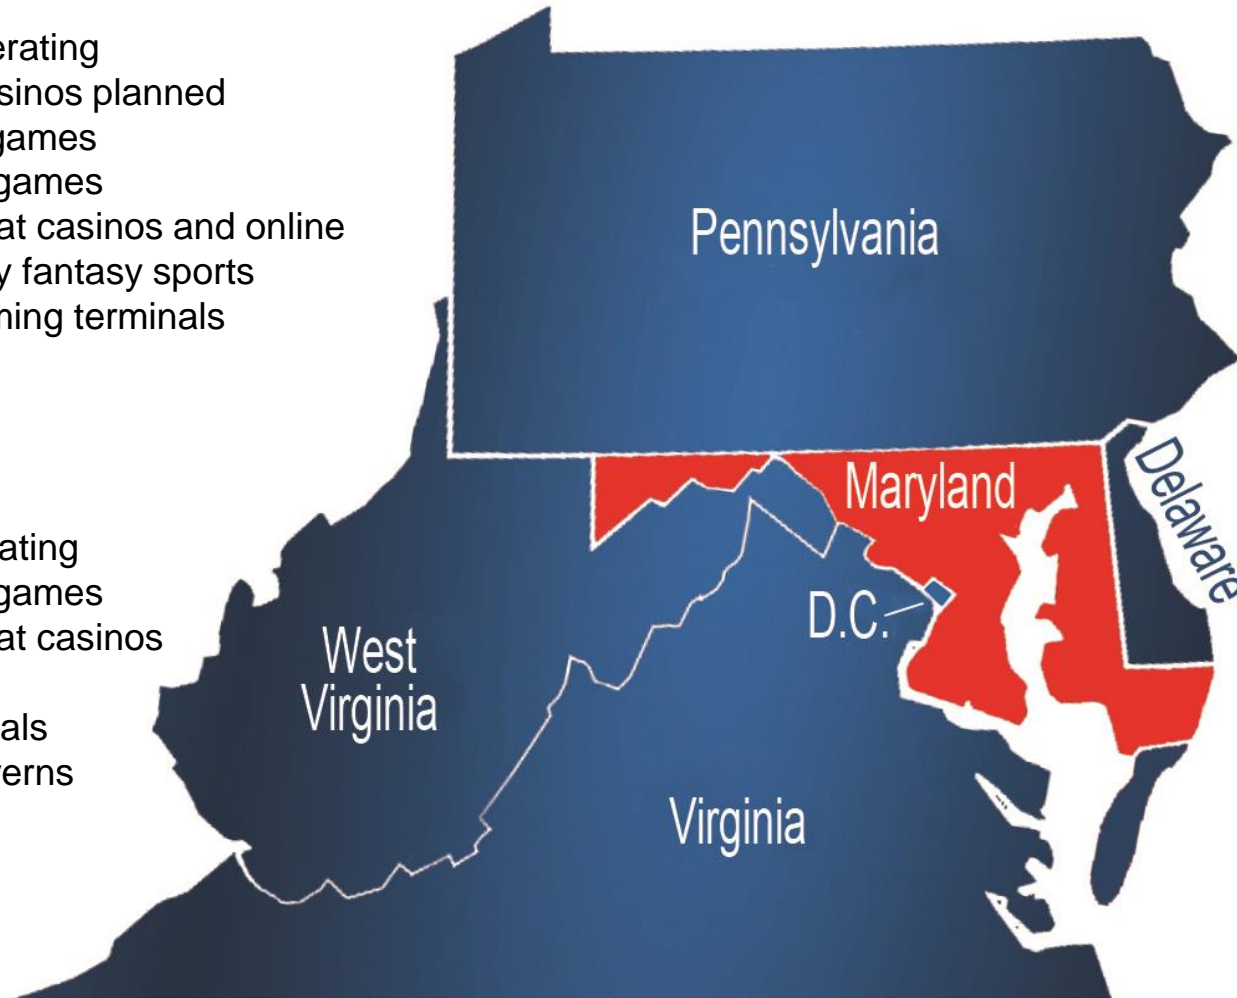 erating
sinos planned
games
games
at casinos and online
y fantasy sports
ning terminals
ating
games
at casinos
als
verns
Pennsylvania
Maryland
Delaware
D.C.
West
Virginia
Virginia